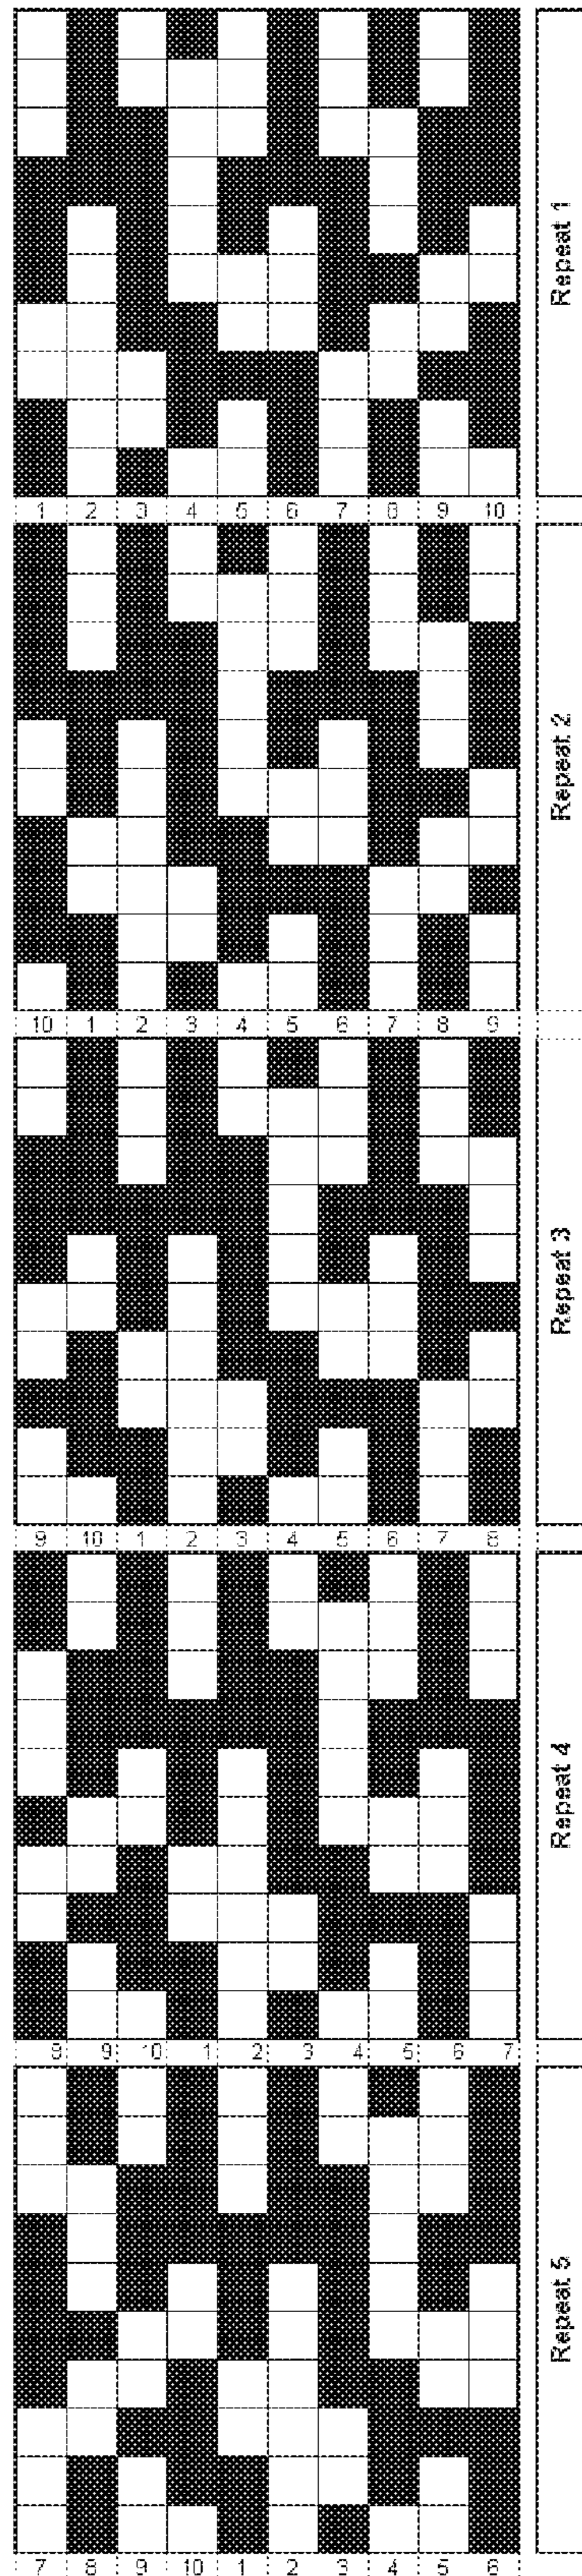 Repeat 1
1 2 3 4 5 6 7 8 9 10
Repeat 2
10 1 2 3 4 5 6 7 8 9
Repeat 3
9 10 1 2 3 4 5 6 7 8
Repeat 4
8 9 10 1 2 3 4 5 6 7
Repeat 5
7 8 9 10 1 2 3 4 5 6